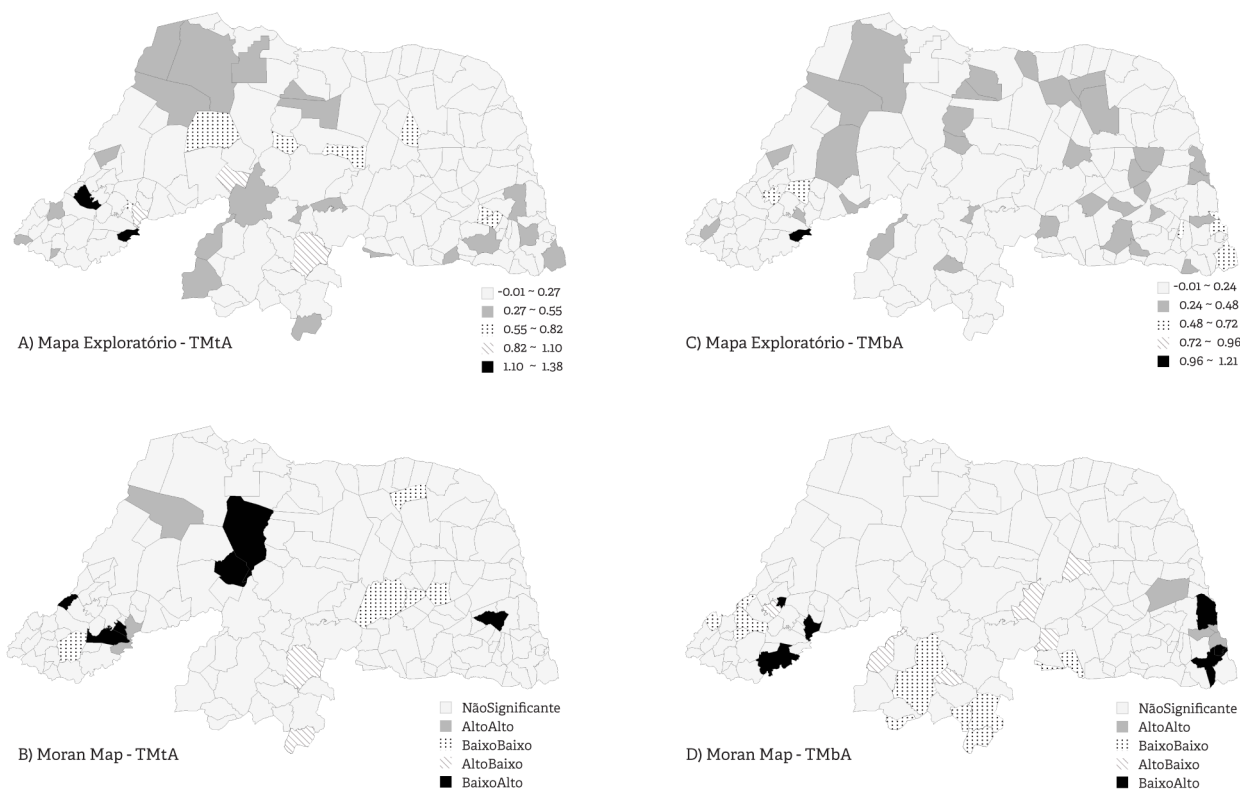 -0.01 ~ 0.27
0.27 ~ 0.55
0.55 ~ 0.82
0.82 ~ 1.10
1.10 ~ 1.38
A) Mapa Exploratório - TMtA
-0.01 ~ 0.24
0.24 ~ 0.48
0.48 ~ 0.72
0.72 ~ 0.96
0.96 ~ 1.21
C) Mapa Exploratório - TMbA
NãoSignificante
AltoAlto
BaixoBaixo
AltoBaixo
BaixoAlto
B) Moran Map - TMtA
NãoSignificante
AltoAlto
BaixoBaixo
AltoBaixo
BaixoAlto
D) Moran Map - TMbA